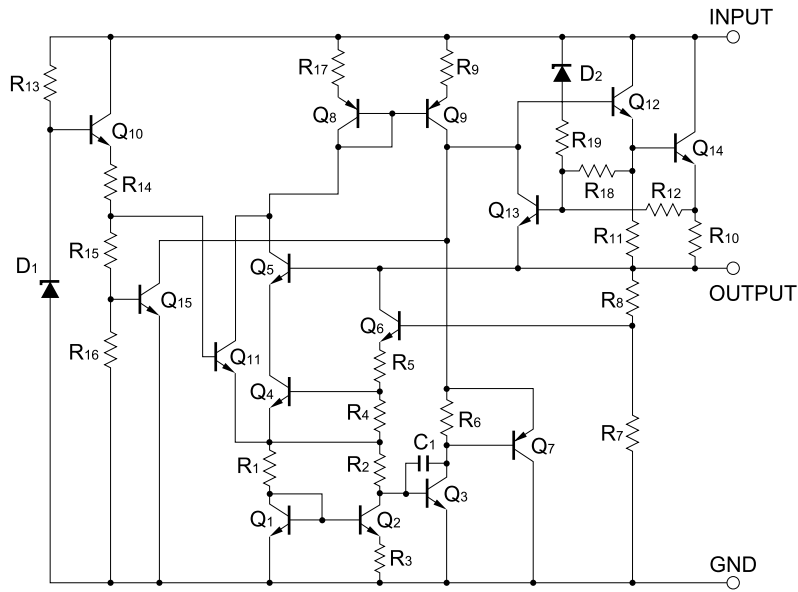 INPUT
R17
R9
D2
R13
Q8
Q9
Q12
Q10
R19
Q14
R14
R18
R12
Q13
R15
R11
R10
D1
Q5
OUTPUT
Q15
R8
Q6
R16
Q11
R5
Q4
R4
R6
R7
C1
Q7
R1
R2
Q3
Q1
Q2
R3
GND